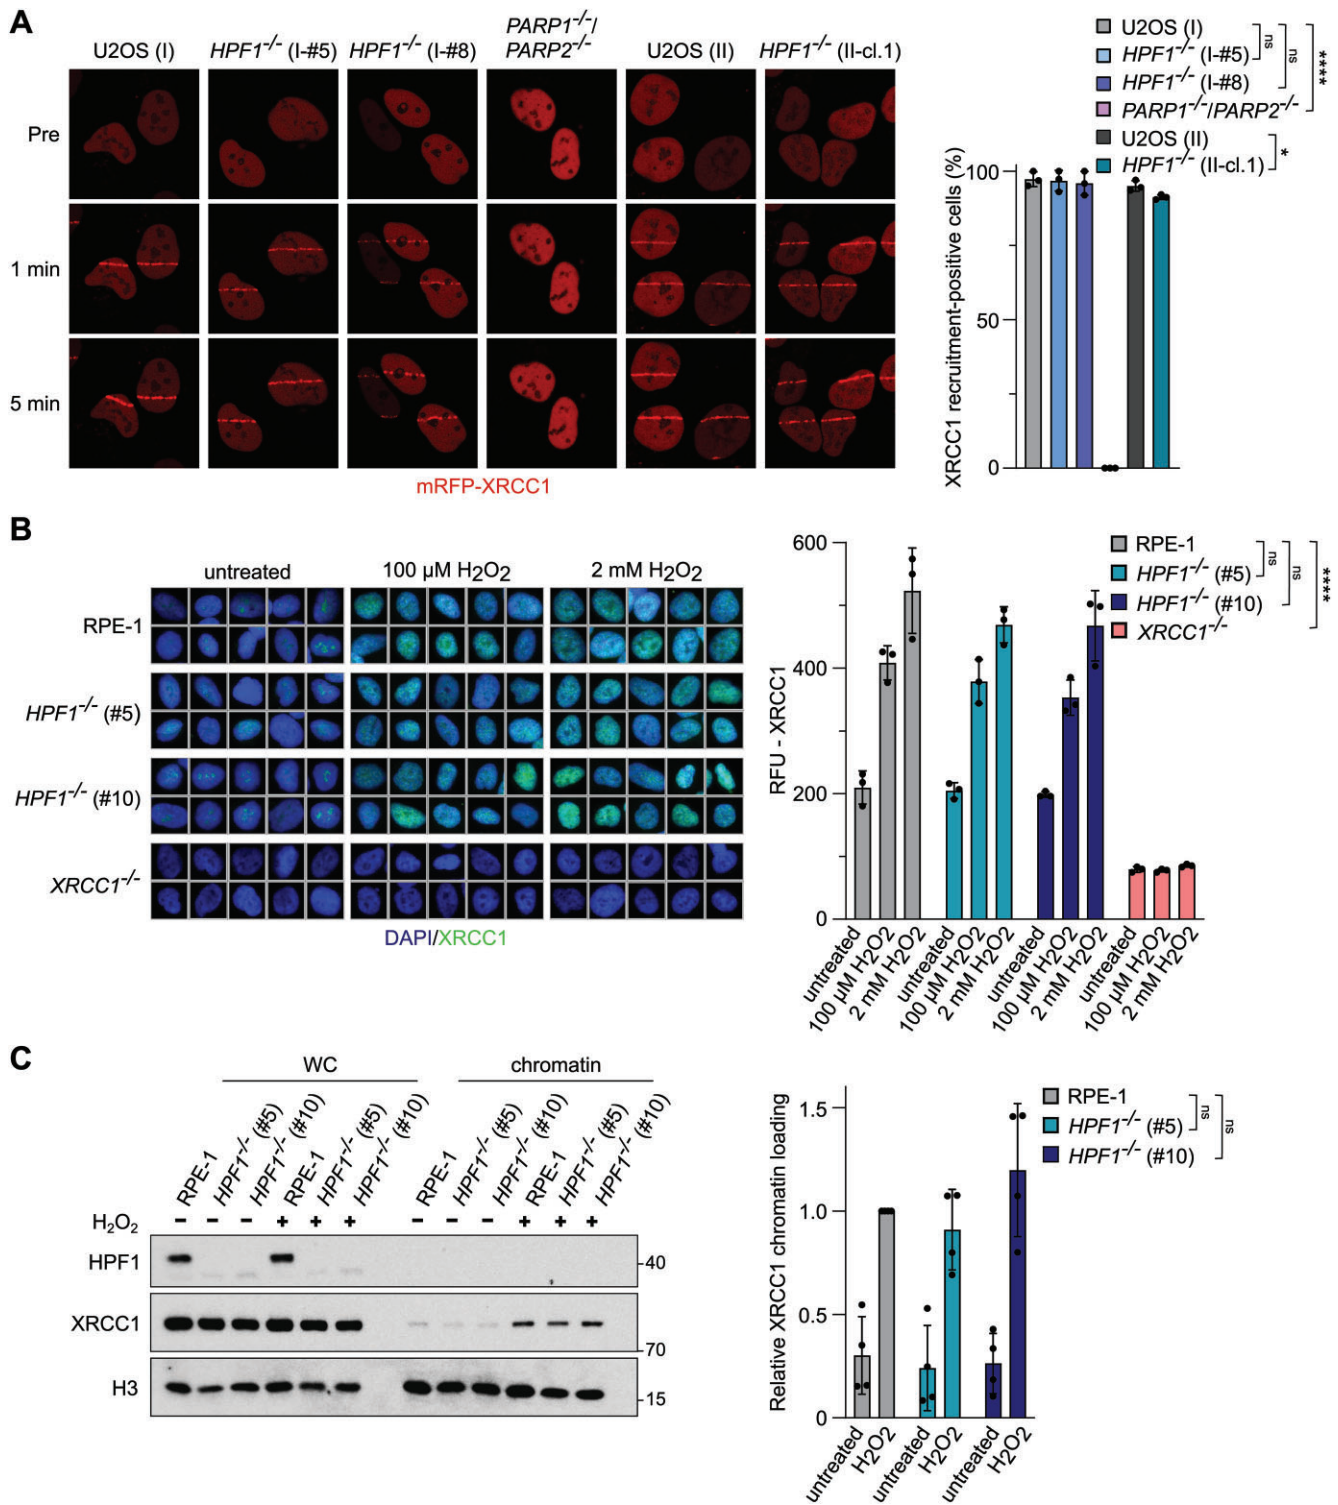 A
U2OS (I)
HPF1-/- (I-#5)
HPF1-/- (I-#8)
PARP1-/-/
PARP2-/-
U2OS (II)
HPF1-/- (II-cl.1)
Pre
1 min
5 min
mRFP-XRCC1
U2OS (I)
HPF1-/- (I-#5)
HPF1-/- (I-#8)
PARP1-/-/PARP2-/-
U2OS (II)
HPF1-/- (II-cl.1)
ns
ns
****
*
XRCC1 recruitment-positive cells (%)
100
50
0
B
untreated
100 µM H2O2
2 mM H2O2
RPE-1
HPF1-/- (#5)
HPF1-/- (#10)
XRCC1-/-
DAPI/XRCC1
RFU - XRCC1
600
400
200
0
RPE-1
HPF1-/- (#5)
HPF1-/- (#10)
XRCC1-/-
ns
ns
****
untreated
100 µM H2O2
2 mM H2O2
untreated
100 µM H2O2
2 mM H2O2
untreated
100 µM H2O2
2 mM H2O2
untreated
100 µM H2O2
2 mM H2O2
C
WC
chromatin
RPE-1
HPF1-/- (#5)
HPF1-/- (#10)
RPE-1
HPF1-/- (#5)
HPF1-/- (#10)
RPE-1
HPF1-/- (#5)
HPF1-/- (#10)
RPE-1
HPF1-/- (#5)
HPF1-/- (#10)
H2O2 - - - + + + - - - + + +
HPF1
-40
XRCC1
-70
H3
-15
Relative XRCC1 chromatin loading
1.5
1.0
0.5
0
RPE-1
HPF1-/- (#5)
HPF1-/- (#10)
ns
ns
untreated
H2O2
untreated
H2O2
untreated
H2O2